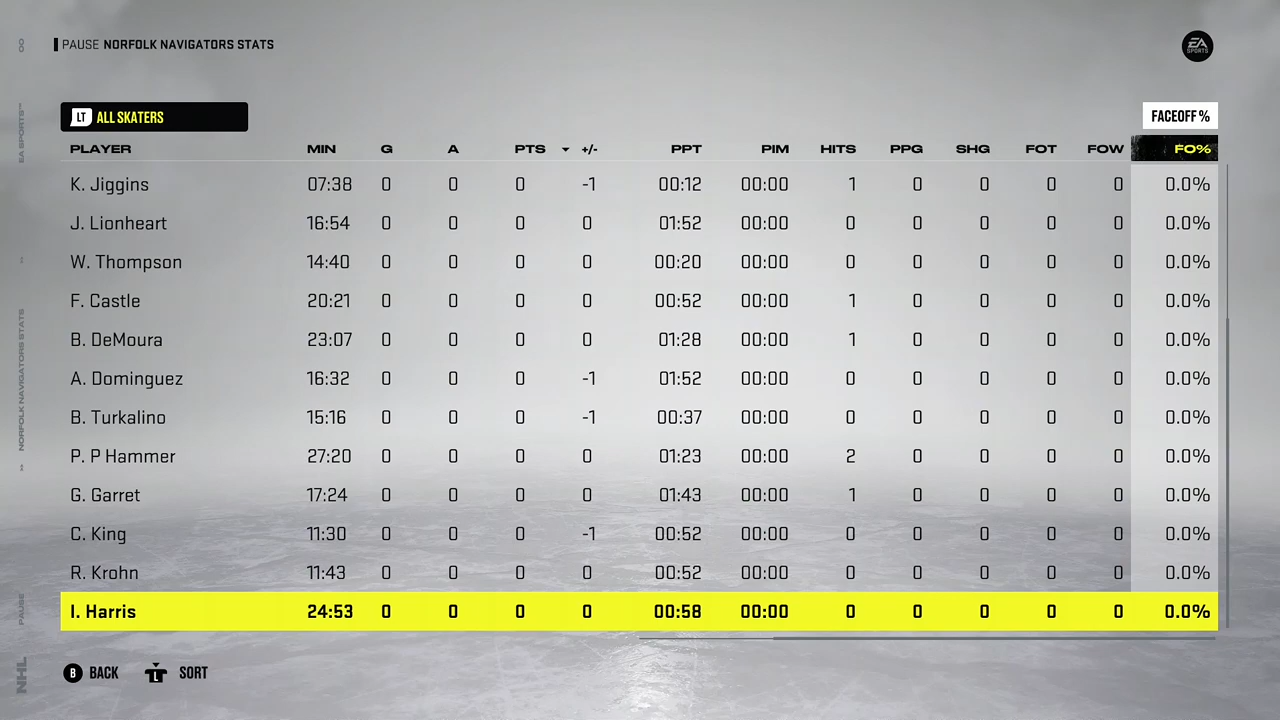 PAUSE NORFOLK NAVIGATORS STATS
EA SPORTS
LT ALL SKATERS
FACEOFF %
PLAYER MIN G A PTS +/- PPT PIM HITS PPG SHG FOT FOW FO%
K. Jiggins 07:38 0 0 0 -1 00:12 00:00 1 0 0 0 0 0.0%
J. Lionheart 16:54 0 0 0 0 01:52 00:00 0 0 0 0 0 0.0%
W. Thompson 14:40 0 0 0 0 00:20 00:00 0 0 0 0 0 0.0%
F. Castle 20:21 0 0 0 0 00:52 00:00 1 0 0 0 0 0.0%
B. DeMoura 23:07 0 0 0 0 01:28 00:00 1 0 0 0 0 0.0%
A. Dominguez 16:32 0 0 0 -1 01:52 00:00 0 0 0 0 0 0.0%
B. Turkalino 15:16 0 0 0 -1 00:37 00:00 0 0 0 0 0 0.0%
P. P Hammer 27:20 0 0 0 0 01:23 00:00 2 0 0 0 0 0.0%
G. Garret 17:24 0 0 0 0 01:43 00:00 1 0 0 0 0 0.0%
C. King 11:30 0 0 0 -1 00:52 00:00 0 0 0 0 0 0.0%
R. Krohn 11:43 0 0 0 0 00:52 00:00 0 0 0 0 0 0.0%
I. Harris 24:53 0 0 0 0 00:58 00:00 0 0 0 0 0 0.0%
B BACK L SORT
NHL PAUSE » NORFOLK NAVIGATORS STATS » EA SPORTS™ 00